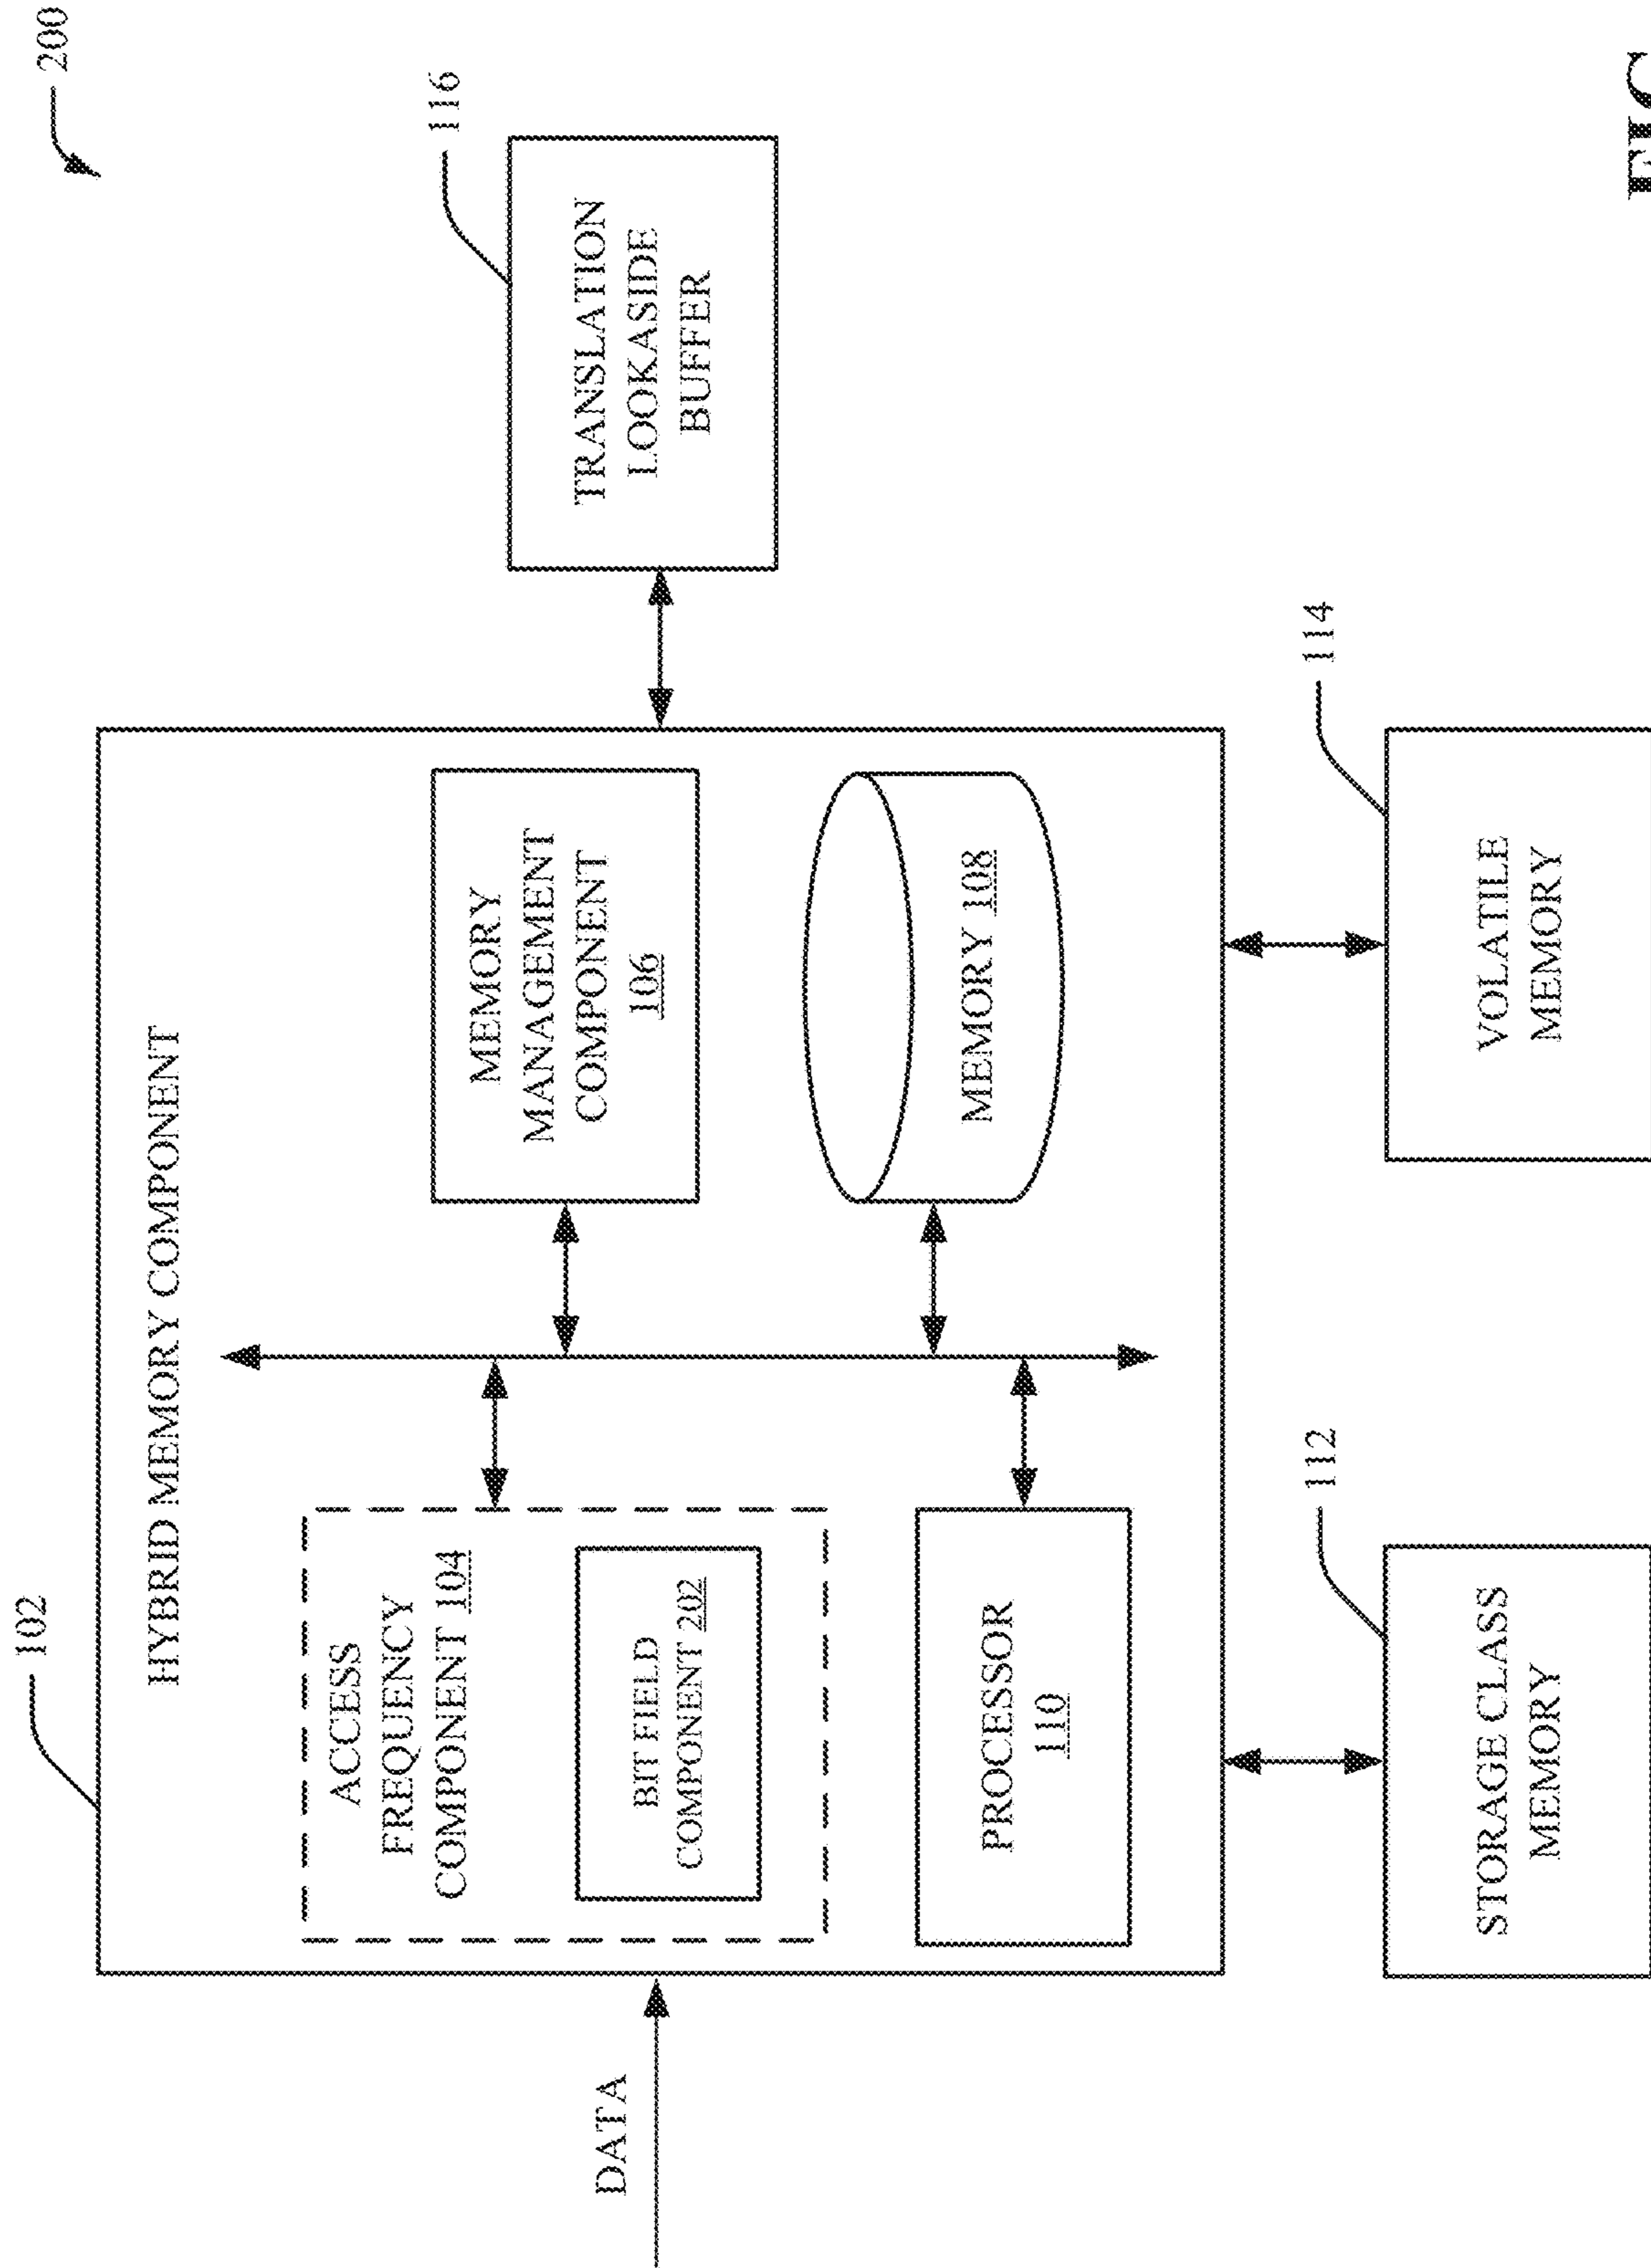 200
102
HYBRID MEMORY COMPONENT
ACCESS
FREQUENCY
COMPONENT 104
BIT FIELD
COMPONENT 202
MEMORY
MANAGEMENT
COMPONENT
106
116
TRANSLATION
LOOKASIDE
BUFFER
DATA
PROCESSOR
110
MEMORY 108
112
STORAGE CLASS
MEMORY
114
VOLATILE
MEMORY